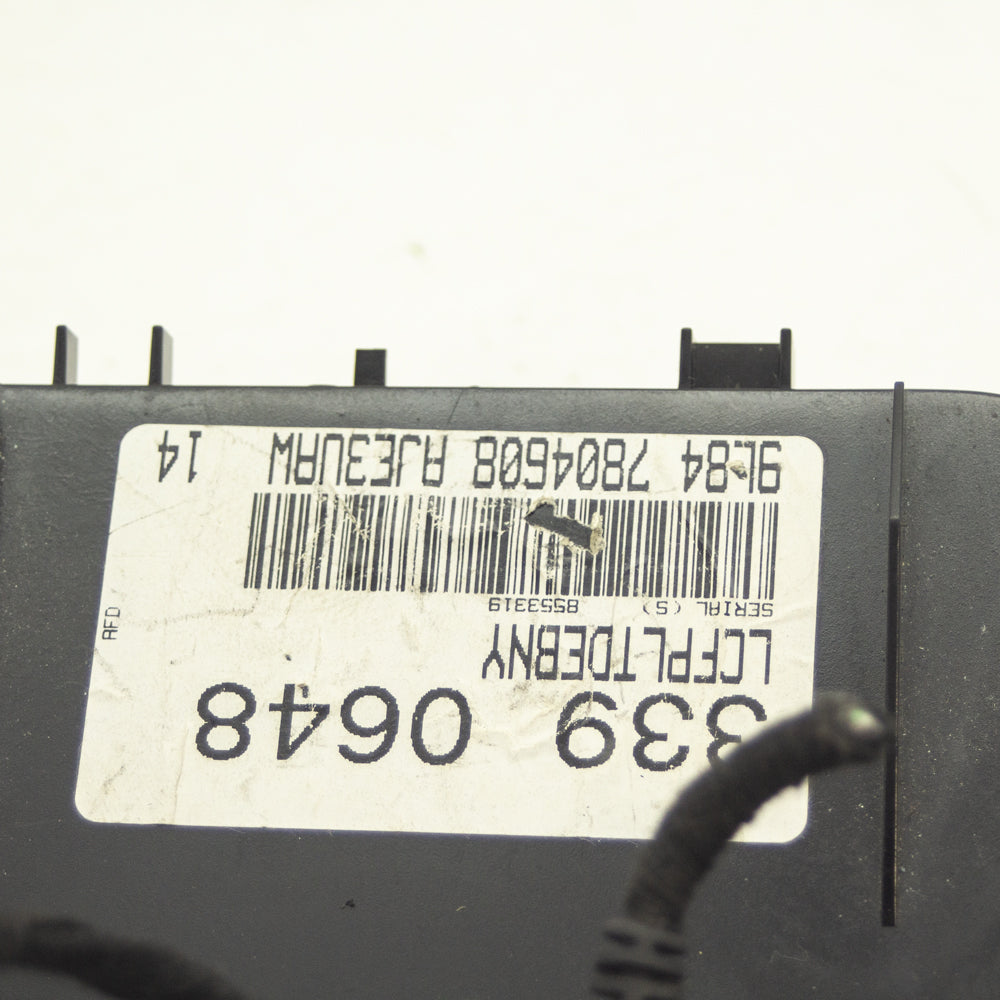 339 0648
LCFPLTDEBNY
SERIAL (S) 8553319
9L84 7804608 AJE3UAW 14
AFD